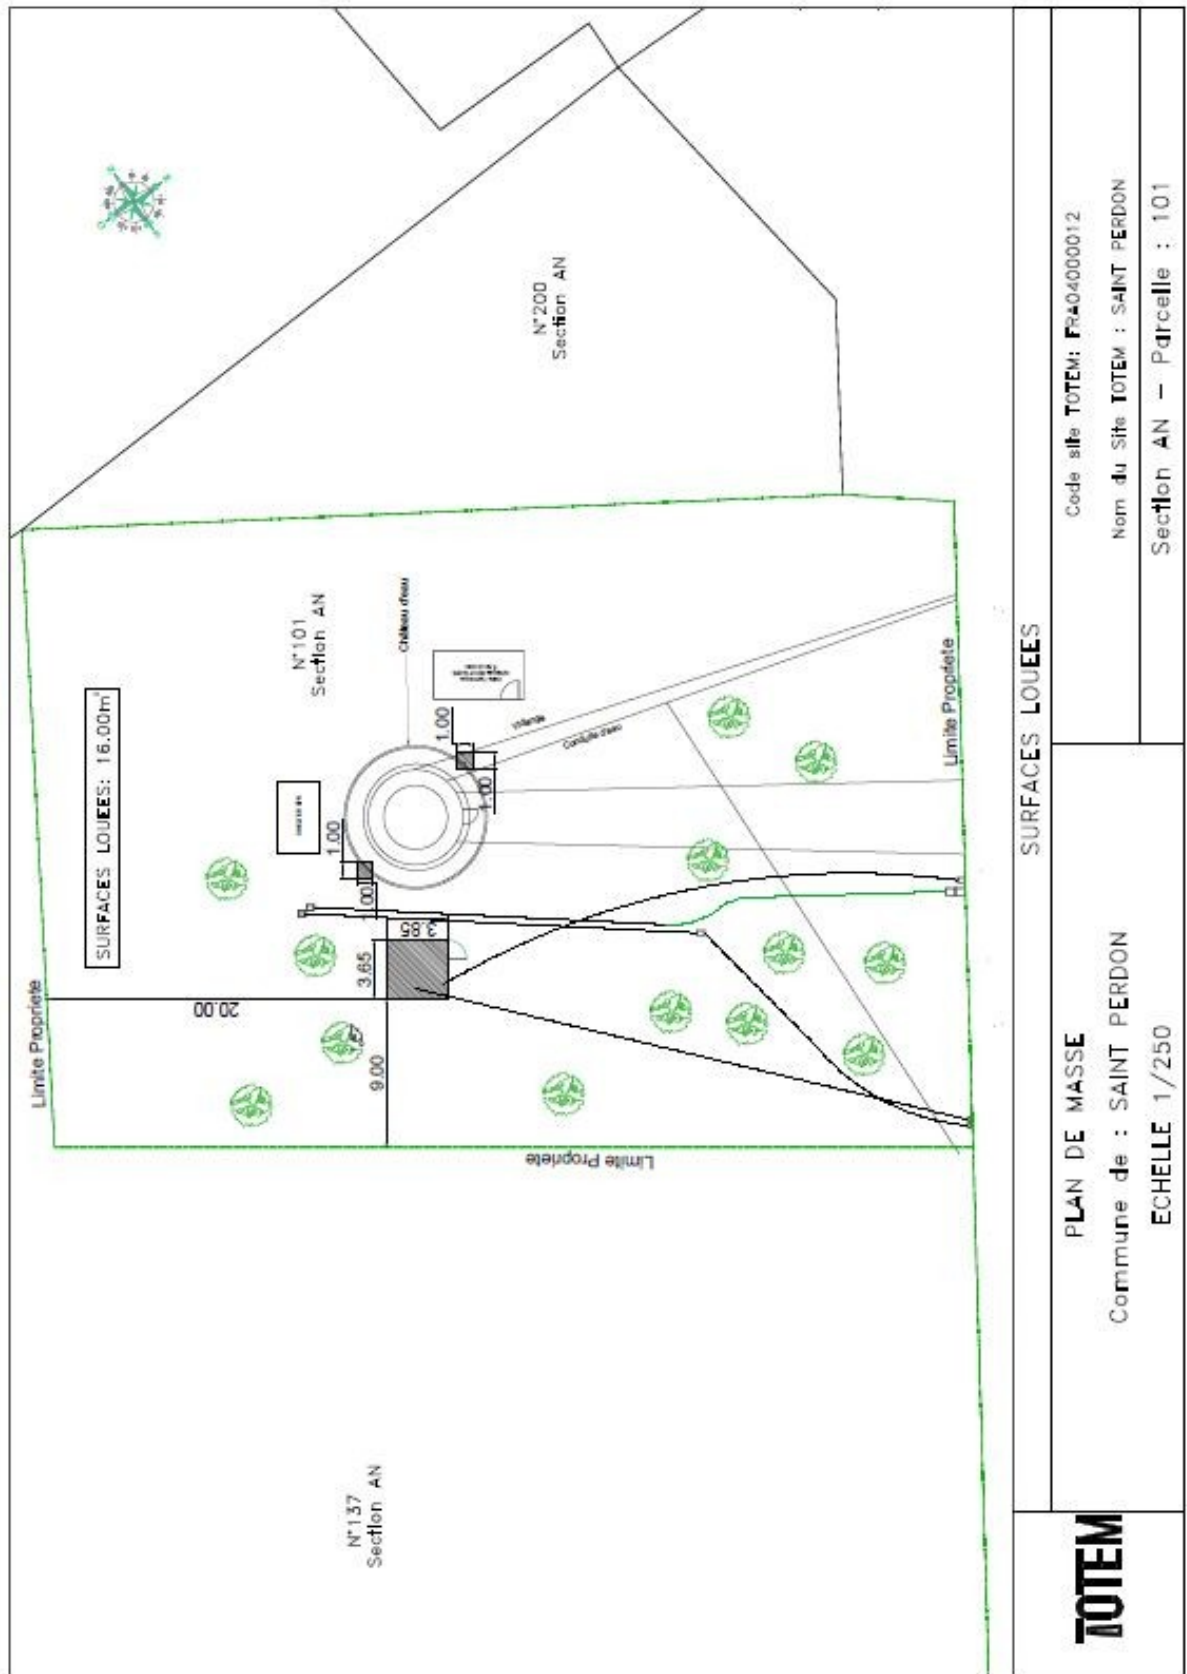 SURFACES LOUEES: 16.00m²
Limite Propriete
20.00
9.00
3.65
3.85
1.00
1.00
1.00
1.00
N°101
Section AN
Château d'eau
Vidange
Conduite d'eau
N°200
Section AN
N°137
Section AN
Limite Propriete
Limite Propriete
SURFACES LOUEES
TOTEM
PLAN DE MASSE
Commune de : SAINT PERDON
ECHELLE 1/250
Code site TOTEM: FRA04000012
Nom du Site TOTEM : SAINT PERDON
Section AN – Parcelle : 101